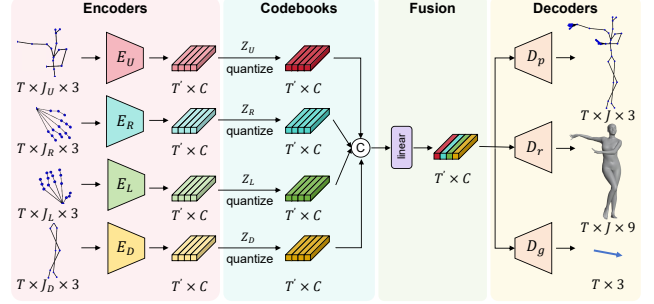 Encoders
Codebooks
Fusion
Decoders
T × J_U × 3
E_U
T′ × C
Z_U
quantize
T′ × C
T × J_R × 3
E_R
T′ × C
Z_R
quantize
T′ × C
T × J_L × 3
E_L
T′ × C
Z_L
quantize
T′ × C
T × J_D × 3
E_D
T′ × C
Z_D
quantize
T′ × C
C
linear
T′ × C
D_p
T × J × 3
D_r
T × J × 9
D_g
T × 3